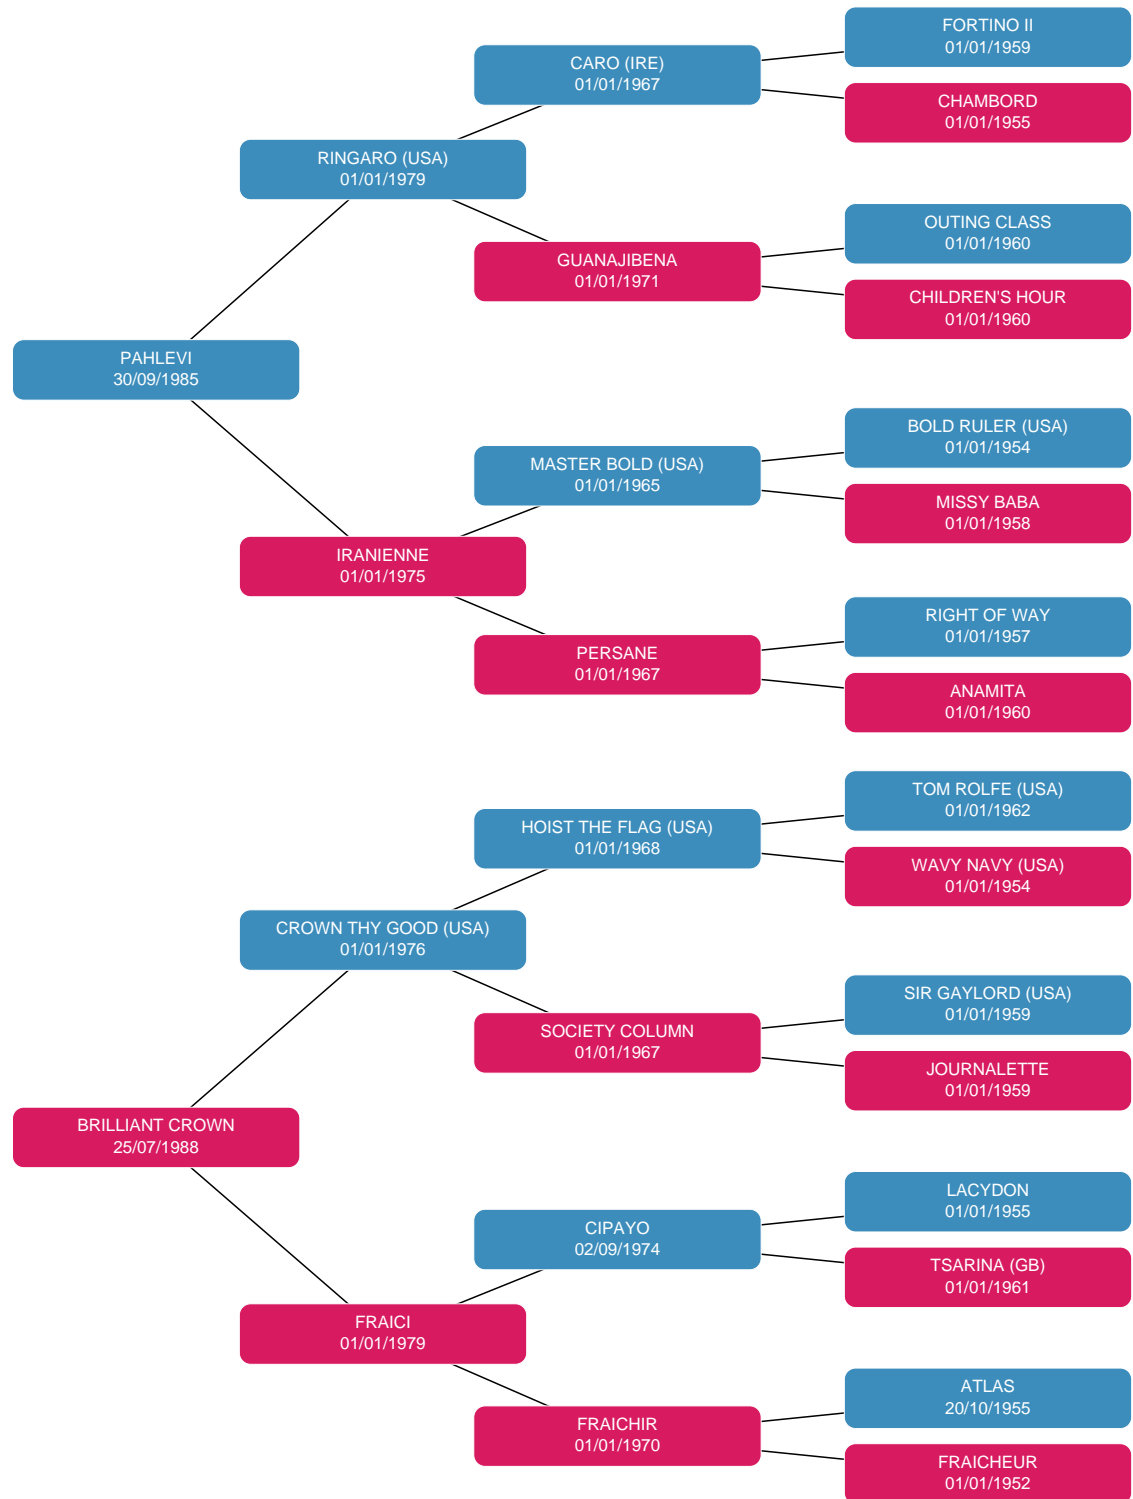 FORTINO II
01/01/1959
CARO (IRE)
01/01/1967
CHAMBORD
01/01/1955
RINGARO (USA)
01/01/1979
OUTING CLASS
01/01/1960
GUANAJIBENA
01/01/1971
CHILDREN'S HOUR
01/01/1960
PAHLEVI
30/09/1985
BOLD RULER (USA)
01/01/1954
MASTER BOLD (USA)
01/01/1965
MISSY BABA
01/01/1958
IRANIENNE
01/01/1975
RIGHT OF WAY
01/01/1957
PERSANE
01/01/1967
ANAMITA
01/01/1960
TOM ROLFE (USA)
01/01/1962
HOIST THE FLAG (USA)
01/01/1968
WAVY NAVY (USA)
01/01/1954
CROWN THY GOOD (USA)
01/01/1976
SIR GAYLORD (USA)
01/01/1959
SOCIETY COLUMN
01/01/1967
JOURNALETTE
01/01/1959
BRILLIANT CROWN
25/07/1988
LACYDON
01/01/1955
CIPAYO
02/09/1974
TSARINA (GB)
01/01/1961
FRAICI
01/01/1979
ATLAS
20/10/1955
FRAICHIR
01/01/1970
FRAICHEUR
01/01/1952